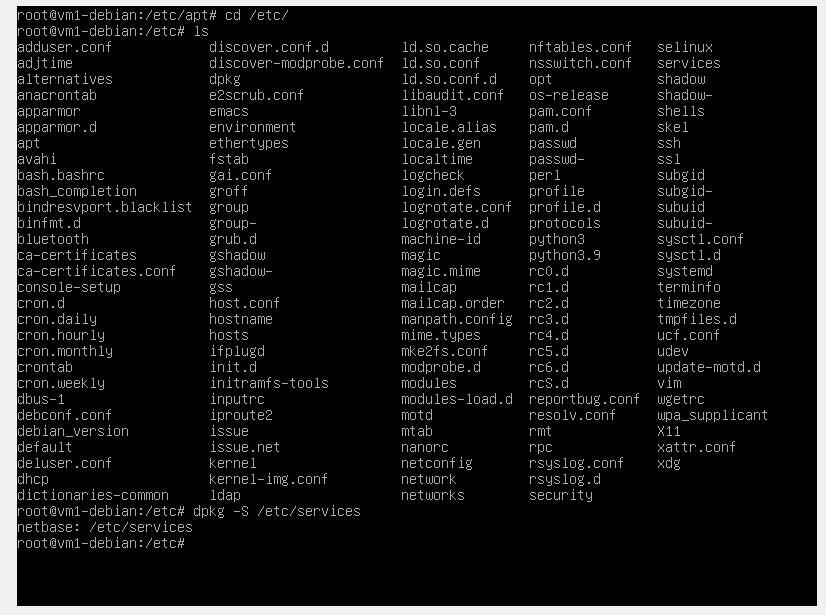 root@vm1-debian:/etc/apt# cd /etc/
root@vm1-debian:/etc# ls
adduser.conf discover.conf.d ld.so.cache nftables.conf selinux
adjtime discover-modprobe.conf ld.so.conf nsswitch.conf services
alternatives dpkg ld.so.conf.d opt shadow
anacrontab e2scrub.conf libaudit.conf os-release shadow-
apparmor emacs libnl-3 pam.conf shells
apparmor.d environment locale.alias pam.d skel
apt ethertypes locale.gen passwd ssh
avahi fstab localtime passwd- ssl
bash.bashrc gai.conf logcheck perl subgid
bash_completion groff login.defs profile subgid-
bindresvport.blacklist group logrotate.conf profile.d subuid
binfmt.d group- logrotate.d protocols subuid-
bluetooth grub.d machine-id python3 sysctl.conf
ca-certificates gshadow magic python3.9 sysctl.d
ca-certificates.conf gshadow- magic.mime rc0.d systemd
console-setup gss mailcap rc1.d terminfo
cron.d host.conf mailcap.order rc2.d timezone
cron.daily hostname manpath.config rc3.d tmpfiles.d
cron.hourly hosts mime.types rc4.d ucf.conf
cron.monthly ifplugd mke2fs.conf rc5.d udev
crontab init.d modprobe.d rc6.d update-motd.d
cron.weekly initramfs-tools modules rcS.d vim
dbus-1 inputrc modules-load.d reportbug.conf wgetrc
debconf.conf iproute2 motd resolv.conf wpa_supplicant
debian_version issue mtab rmt X11
default issue.net nanorc rpc xattr.conf
deluser.conf kernel netconfig rsyslog.conf xdg
dhcp kernel-img.conf network rsyslog.d
dictionaries-common ldap networks security
root@vm1-debian:/etc# dpkg -S /etc/services
netbase: /etc/services
root@vm1-debian:/etc#